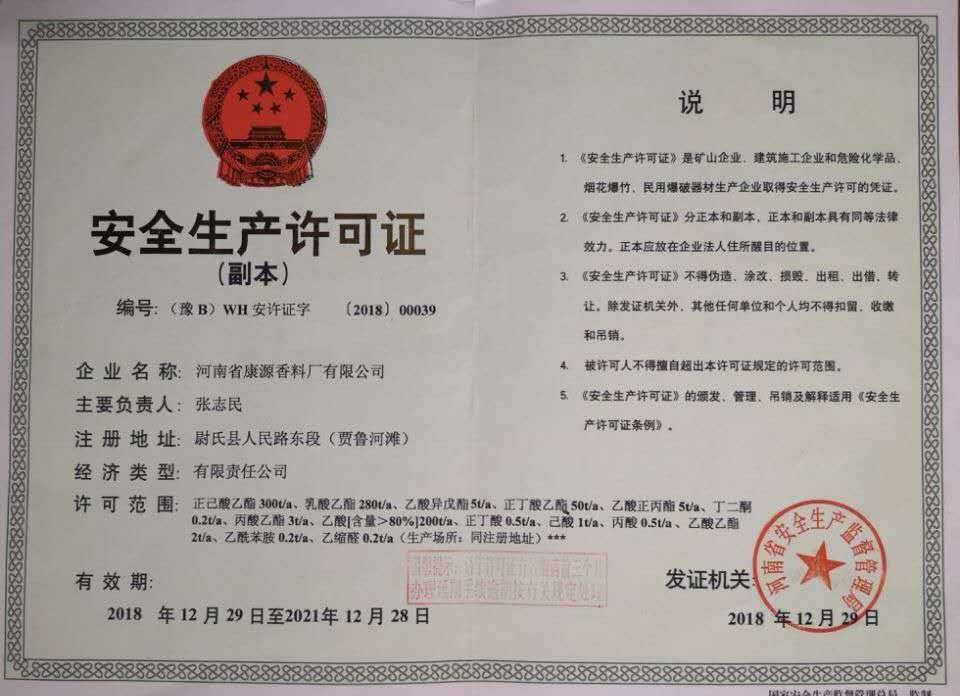 安全生产许可证
（副本）
编号:（豫 B）WH 安许证字 〔2018〕00039
企 业 名 称: 河南省康源香料厂有限公司
主要负责人: 张志民
注 册 地 址: 尉氏县人民路东段（贾鲁河滩）
经 济 类 型: 有限责任公司
许 可 范 围: 正己酸乙酯 300t/a、乳酸乙酯 280t/a、乙酸异戊酯 5t/a、正丁酸乙酯 50t/a、乙酸正丙酯 5t/a、丁二酮
0.2t/a、丙酸乙酯 3t/a、乙酸[含量＞80%]200t/a、正丁酸 0.5t/a、己酸 1t/a、丙酸 0.5t/a 、乙酸乙酯
2t/a、乙酰苯胺 0.2t/a、乙缩醛 0.2t/a（生产场所：同注册地址）***
有 效 期:
2018 年 12 月 29 日至2021年 12 月 28 日
说 明
1. 《安全生产许可证》是矿山企业、建筑施工企业和危险化学品、
烟花爆竹、民用爆破器材生产企业取得安全生产许可的凭证。
2. 《安全生产许可证》分正本和副本，正本和副本具有同等法律
效力。正本应放在企业法人住所醒目的位置。
3. 《安全生产许可证》不得伪造、涂改、损毁、出租、出借、转
让。除发证机关外，其他任何单位和个人均不得扣留、收缴
和吊销。
4. 被许可人不得擅自超出本许可证规定的许可范围。
5. 《安全生产许可证》的颁发、管理、吊销及解释适用《安全生
产许可证条例》。
河南省安全生产监督管理局
发证机关:
2018 年 12 月 29 日
国家安全生产监督管理总局 监制